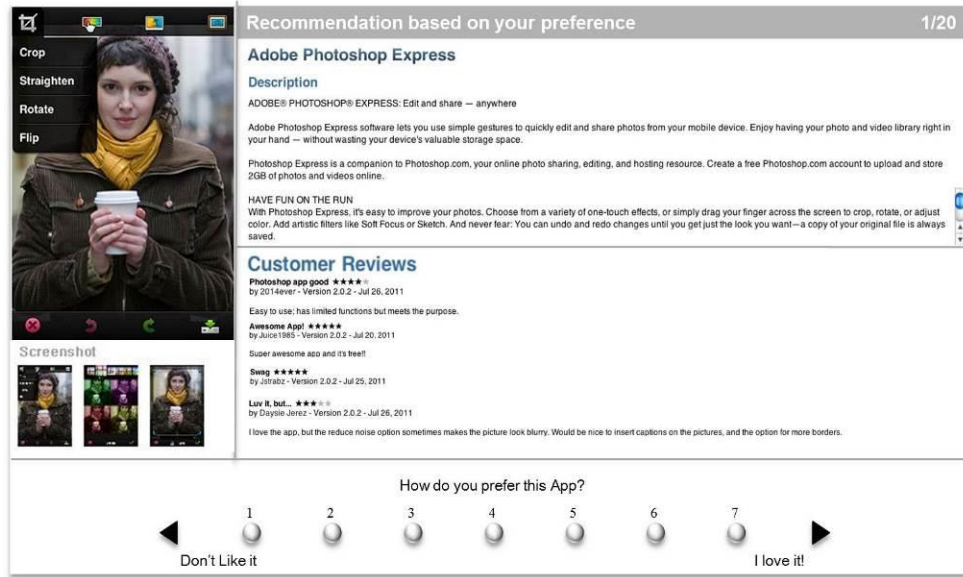 Recommendation based on your preference 1/20
Crop
Straighten
Rotate
Flip
Screenshot
Adobe Photoshop Express
Description
ADOBE® PHOTOSHOP® EXPRESS: Edit and share — anywhere
Adobe Photoshop Express software lets you use simple gestures to quickly edit and share photos from your mobile device. Enjoy having your photo and video library right in
your hand — without wasting your device's valuable storage space.
Photoshop Express is a companion to Photoshop.com, your online photo sharing, editing, and hosting resource. Create a free Photoshop.com account to upload and store
2GB of photos and videos online.
HAVE FUN ON THE RUN
With Photoshop Express, it's easy to improve your photos. Choose from a variety of one-touch effects, or simply drag your finger across the screen to crop, rotate, or adjust
color. Add artistic filters like Soft Focus or Sketch. And never fear: You can undo and redo changes until you get just the look you want—a copy of your original file is always
saved.
Customer Reviews
Photoshop app good ★★★★★
by 2014ever - Version 2.0.2 - Jul 26, 2011
Easy to use; has limited functions but meets the purpose.
Awesome App! ★★★★★
by Juice1985 - Version 2.0.2 - Jul 20, 2011
Super awesome app and it's free!!
Swag ★★★★★
by Jstrabz - Version 2.0.2 - Jul 25, 2011
Luv it, but... ★★★★★
by Daysie Jerez - Version 2.0.2 - Jul 26, 2011
I love the app, but the reduce noise option sometimes makes the picture look blurry. Would be nice to insert captions on the pictures, and the option for more borders.
How do you prefer this App?
1 2 3 4 5 6 7
Don't Like it I love it!